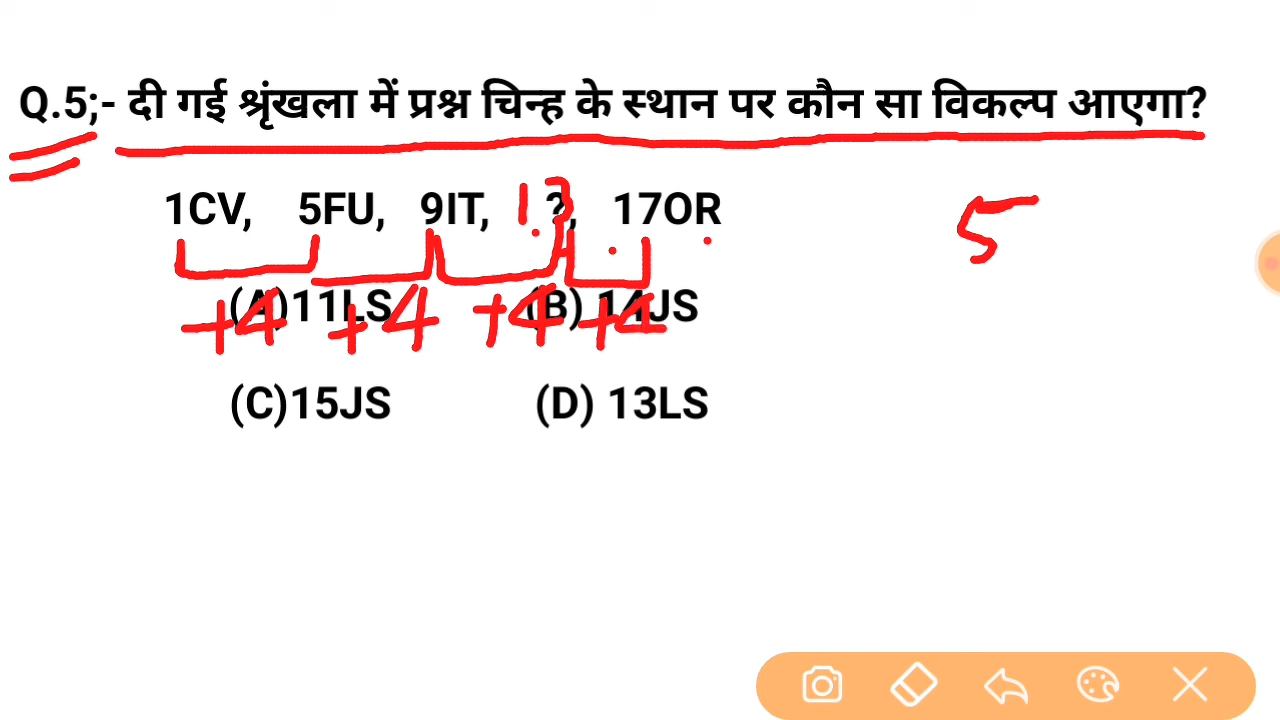 Q.5;- दी गई श्रृंखला में प्रश्न चिन्ह के स्थान पर कौन सा विकल्प आएगा?
1CV, 5FU, 9IT, 13 ?, 17OR
5
+4 +4 +4 +4
(A)11LS (B) 14JS
(C)15JS (D) 13LS